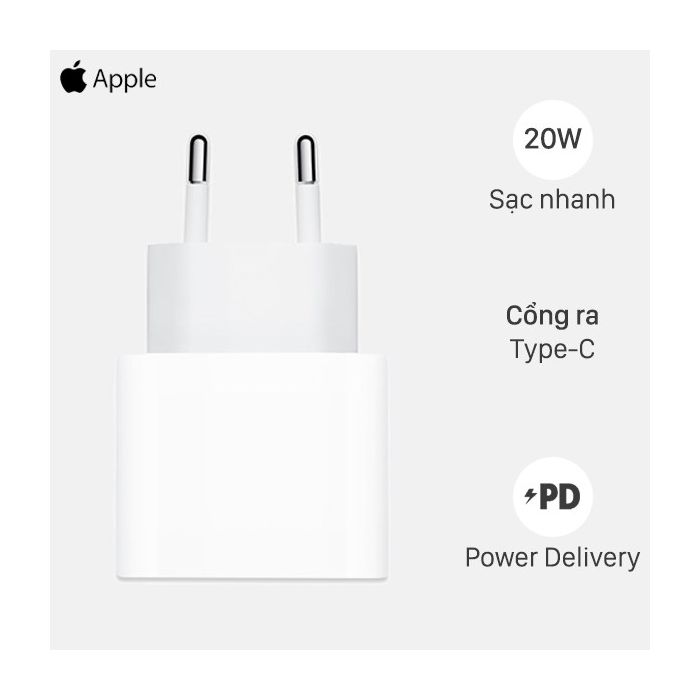 Apple
20W
Sạc nhanh
Cổng ra
Type-C
PD
Power Delivery